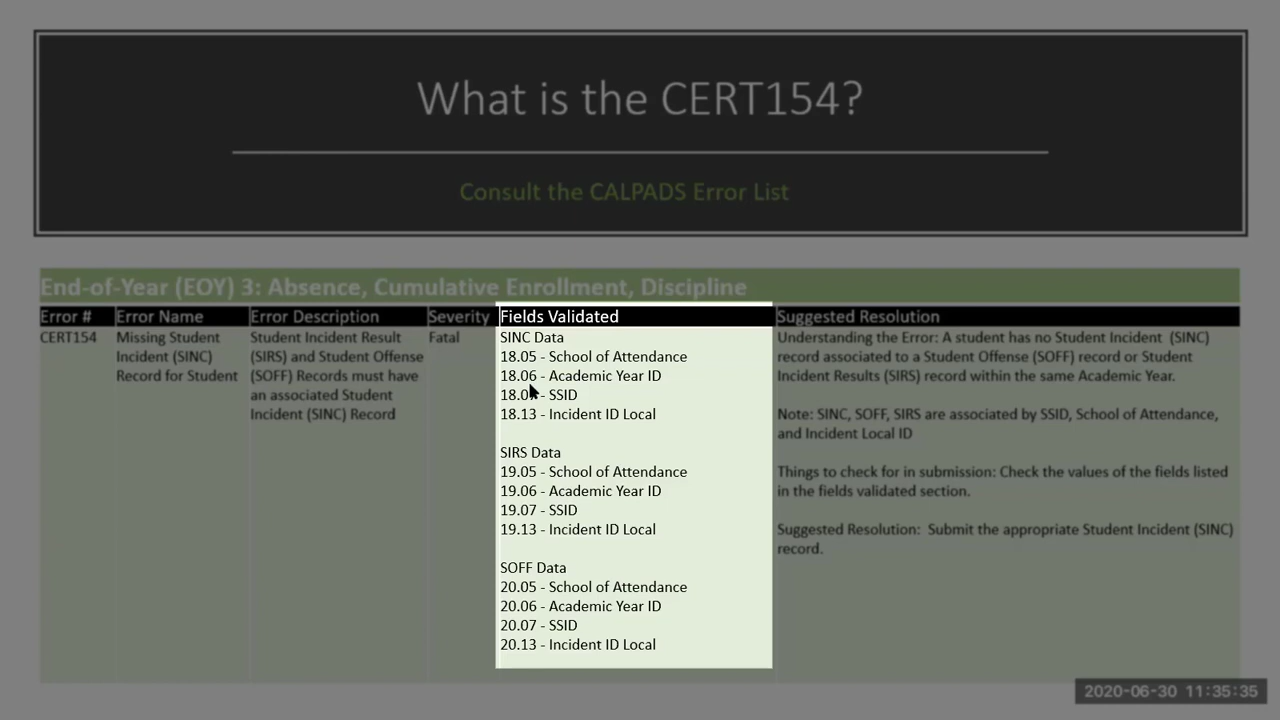 What is the CERT154?
Consult the CALPADS Error List
End-of-Year (EOY) 3: Absence, Cumulative Enrollment, Discipline
Error # Error Name Error Description Severity Fields Validated Suggested Resolution
CERT154
Missing Student
Incident (SINC)
Record for Student
Student Incident Result
(SIRS) and Student Offense
(SOFF) Records must have
an associated Student
Incident (SINC) Record
Fatal
SINC Data
18.05 - School of Attendance
18.06 - Academic Year ID
- SSID
18.13 - Incident ID Local
SIRS Data
19.05 - School of Attendance
19.06 - Academic Year ID
19.07 - SSID
19.13 - Incident ID Local
SOFF Data
20.05 - School of Attendance
20.06 - Academic Year ID
20.07 - SSID
20.13 - Incident ID Local
Understanding the Error: A student has no Student Incident (SINC)
record associated to a Student Offense (SOFF) record or Student
Incident Results (SIRS) record within the same Academic Year.
Note: SINC, SOFF, SIRS are associated by SSID, School of Attendance,
and Incident Local ID
Things to check for in submission: Check the values of the fields listed
in the fields validated section.
Suggested Resolution: Submit the appropriate Student Incident (SINC)
record.
2020-06-30 11:35:35